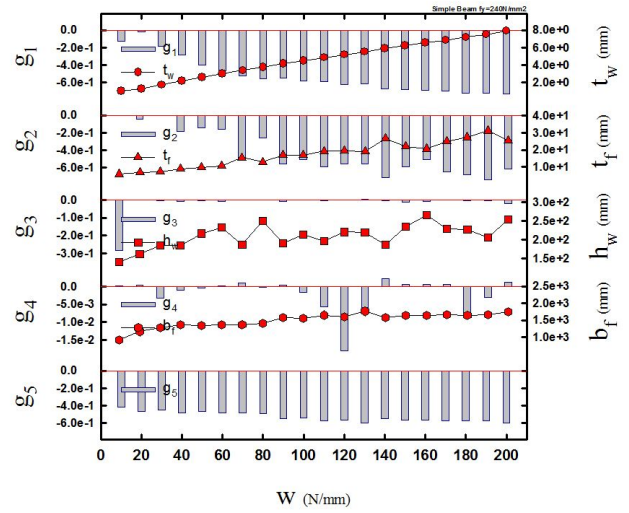 Simple Beam fy=240N/mm2
g1
0.0
-2.0e-1
-4.0e-1
-6.0e-1
g1
tw
8.0e+0
6.0e+0
4.0e+0
2.0e+0
tw (mm)
g2
0.0
-2.0e-1
-4.0e-1
-6.0e-1
g2
tf
4.0e+1
3.0e+1
2.0e+1
1.0e+1
tf (mm)
g3
0.0
-1.0e-1
-2.0e-1
-3.0e-1
g3
hw
3.0e+2
2.5e+2
2.0e+2
1.5e+2
hw (mm)
g4
0.0
-5.0e-3
-1.0e-2
-1.5e-2
g4
bf
2.5e+3
2.0e+3
1.5e+3
1.0e+3
bf (mm)
g5
0.0
-2.0e-1
-4.0e-1
-6.0e-1
g5
0 20 40 60 80 100 120 140 160 180 200
w (N/mm)